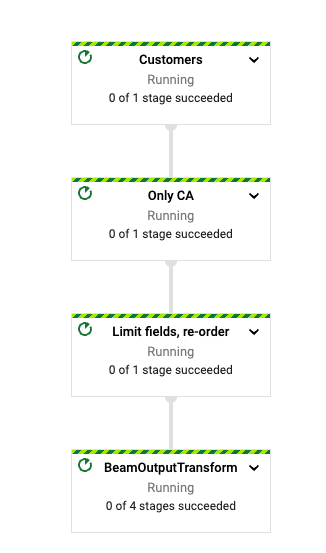 Customers
Running
0 of 1 stage succeeded
Only CA
Running
0 of 1 stage succeeded
Limit fields, re-order
Running
0 of 1 stage succeeded
BeamOutputTransform
Running
0 of 4 stages succeeded